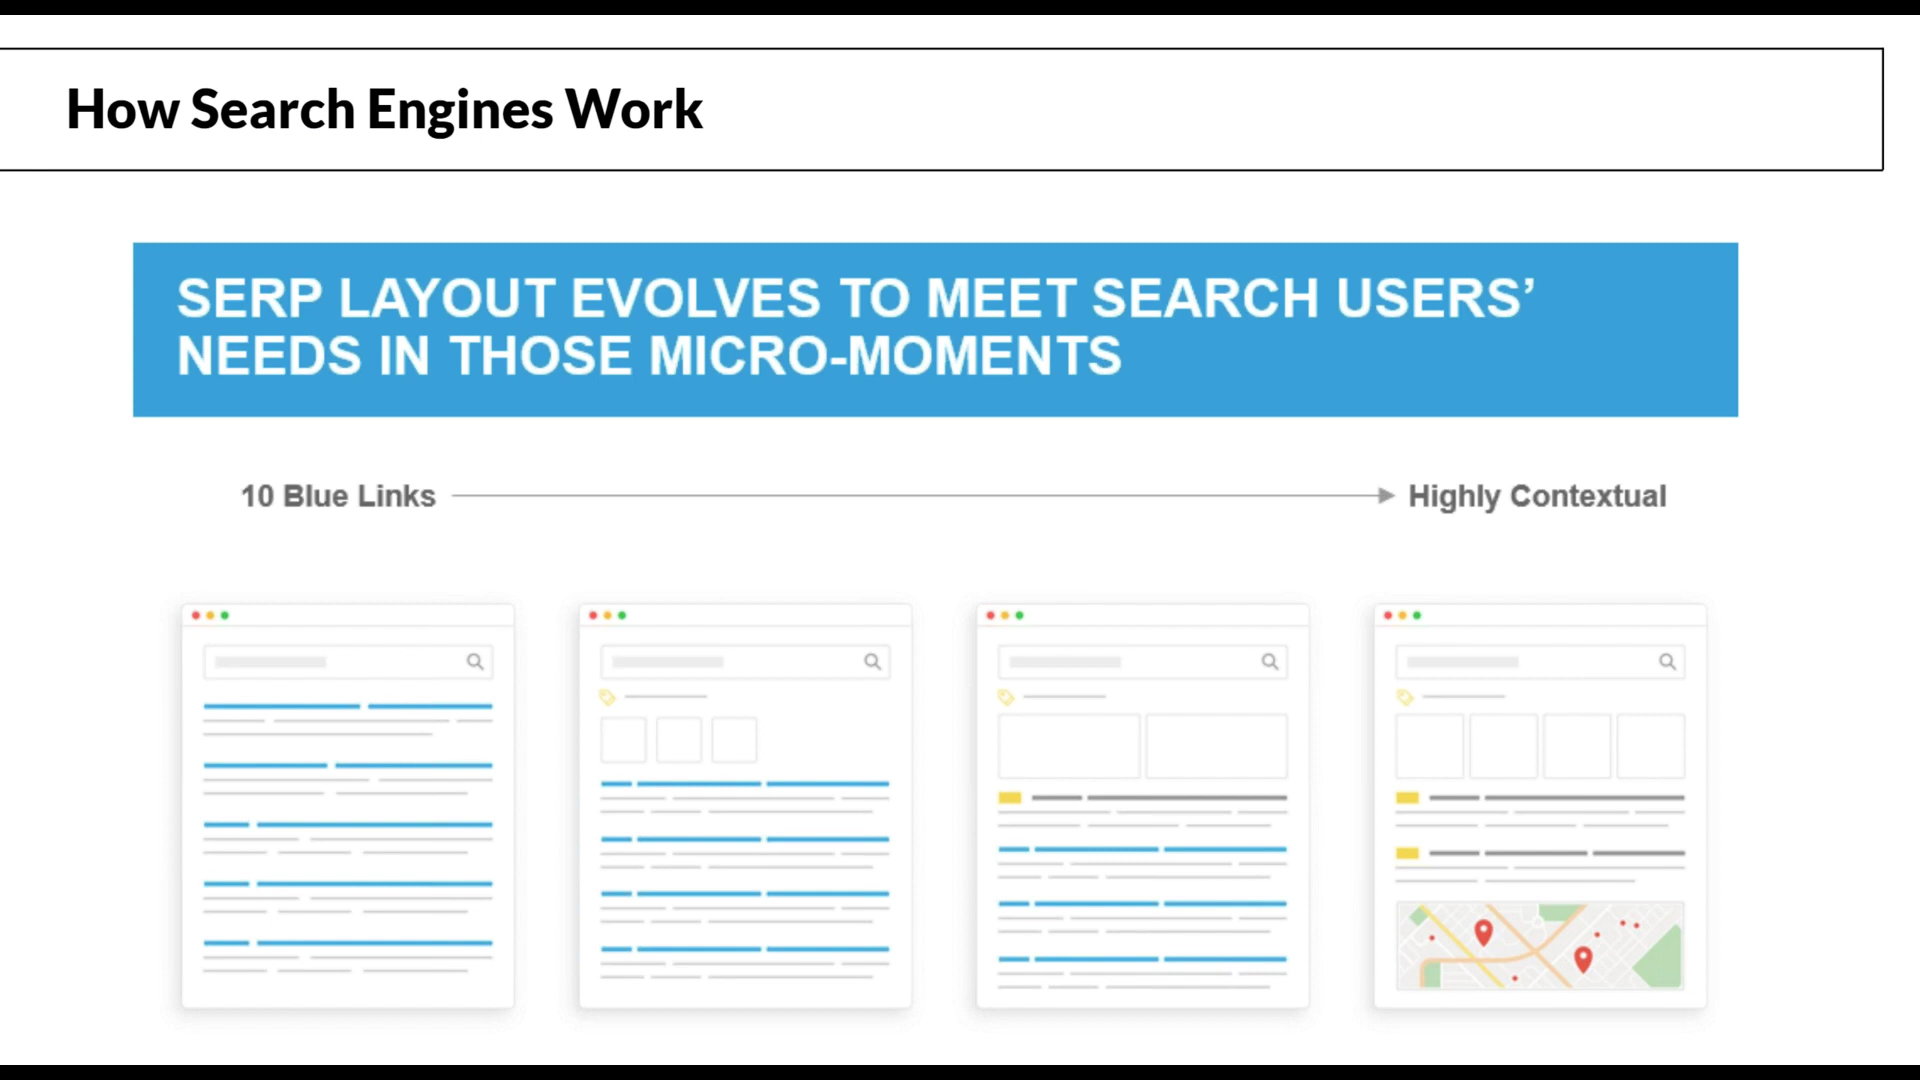 How Search Engines Work
SERP LAYOUT EVOLVES TO MEET SEARCH USERS’
NEEDS IN THOSE MICRO-MOMENTS
10 Blue Links
Highly Contextual